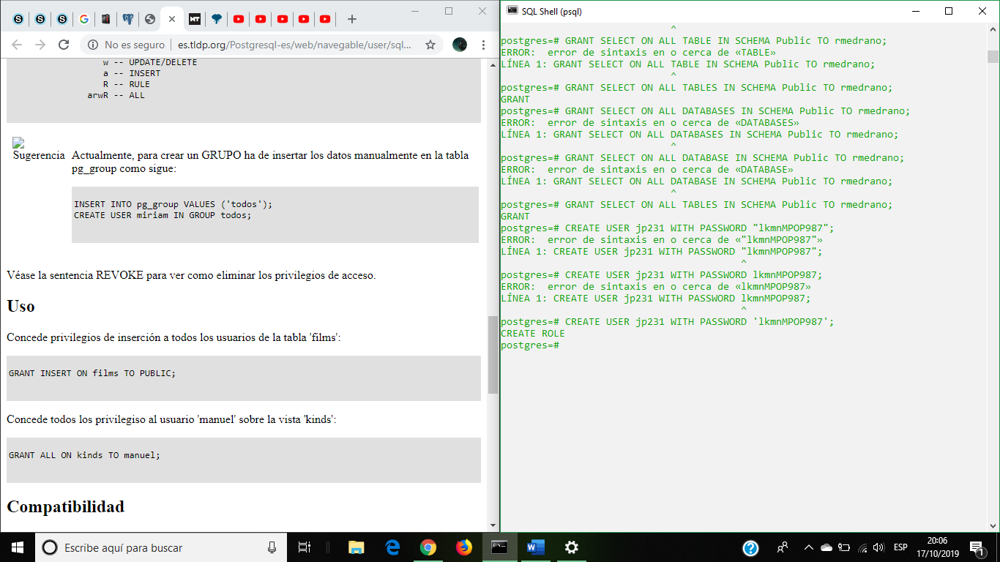 No es seguro
es.tldp.org/Postgresql-es/web/navegable/user/sql...
w -- UPDATE/DELETE
a -- INSERT
R -- RULE
arwR -- ALL
Sugerencia
Actualmente, para crear un GRUPO ha de insertar los datos manualmente en la tabla
pg_group como sigue:
INSERT INTO pg_group VALUES ('todos');
CREATE USER miriam IN GROUP todos;
Véase la sentencia REVOKE para ver como eliminar los privilegios de acceso.
Uso
Concede privilegios de inserción a todos los usuarios de la tabla 'films':
GRANT INSERT ON films TO PUBLIC;
Concede todos los privilegiso al usuario 'manuel' sobre la vista 'kinds':
GRANT ALL ON kinds TO manuel;
Compatibilidad
SQL Shell (psql)
^
postgres=# GRANT SELECT ON ALL TABLE IN SCHEMA Public TO rmedrano;
ERROR:  error de sintaxis en o cerca de «TABLE»
LÍNEA 1: GRANT SELECT ON ALL TABLE IN SCHEMA Public TO rmedrano;
^
postgres=# GRANT SELECT ON ALL TABLES IN SCHEMA Public TO rmedrano;
GRANT
postgres=# GRANT SELECT ON ALL DATABASES IN SCHEMA Public TO rmedrano;
ERROR:  error de sintaxis en o cerca de «DATABASES»
LÍNEA 1: GRANT SELECT ON ALL DATABASES IN SCHEMA Public TO rmedrano;
^
postgres=# GRANT SELECT ON ALL DATABASE IN SCHEMA Public TO rmedrano;
ERROR:  error de sintaxis en o cerca de «DATABASE»
LÍNEA 1: GRANT SELECT ON ALL DATABASE IN SCHEMA Public TO rmedrano;
^
postgres=# GRANT SELECT ON ALL TABLES IN SCHEMA Public TO rmedrano;
GRANT
postgres=# CREATE USER jp231 WITH PASSWORD "lkmnMPOP987";
ERROR:  error de sintaxis en o cerca de «"lkmnMPOP987"»
LÍNEA 1: CREATE USER jp231 WITH PASSWORD "lkmnMPOP987";
^
postgres=# CREATE USER jp231 WITH PASSWORD lkmnMPOP987;
ERROR:  error de sintaxis en o cerca de «lkmnMPOP987»
LÍNEA 1: CREATE USER jp231 WITH PASSWORD lkmnMPOP987;
^
postgres=# CREATE USER jp231 WITH PASSWORD 'lkmnMPOP987';
CREATE ROLE
postgres=#
Escribe aquí para buscar
ESP
20:06
17/10/2019
1